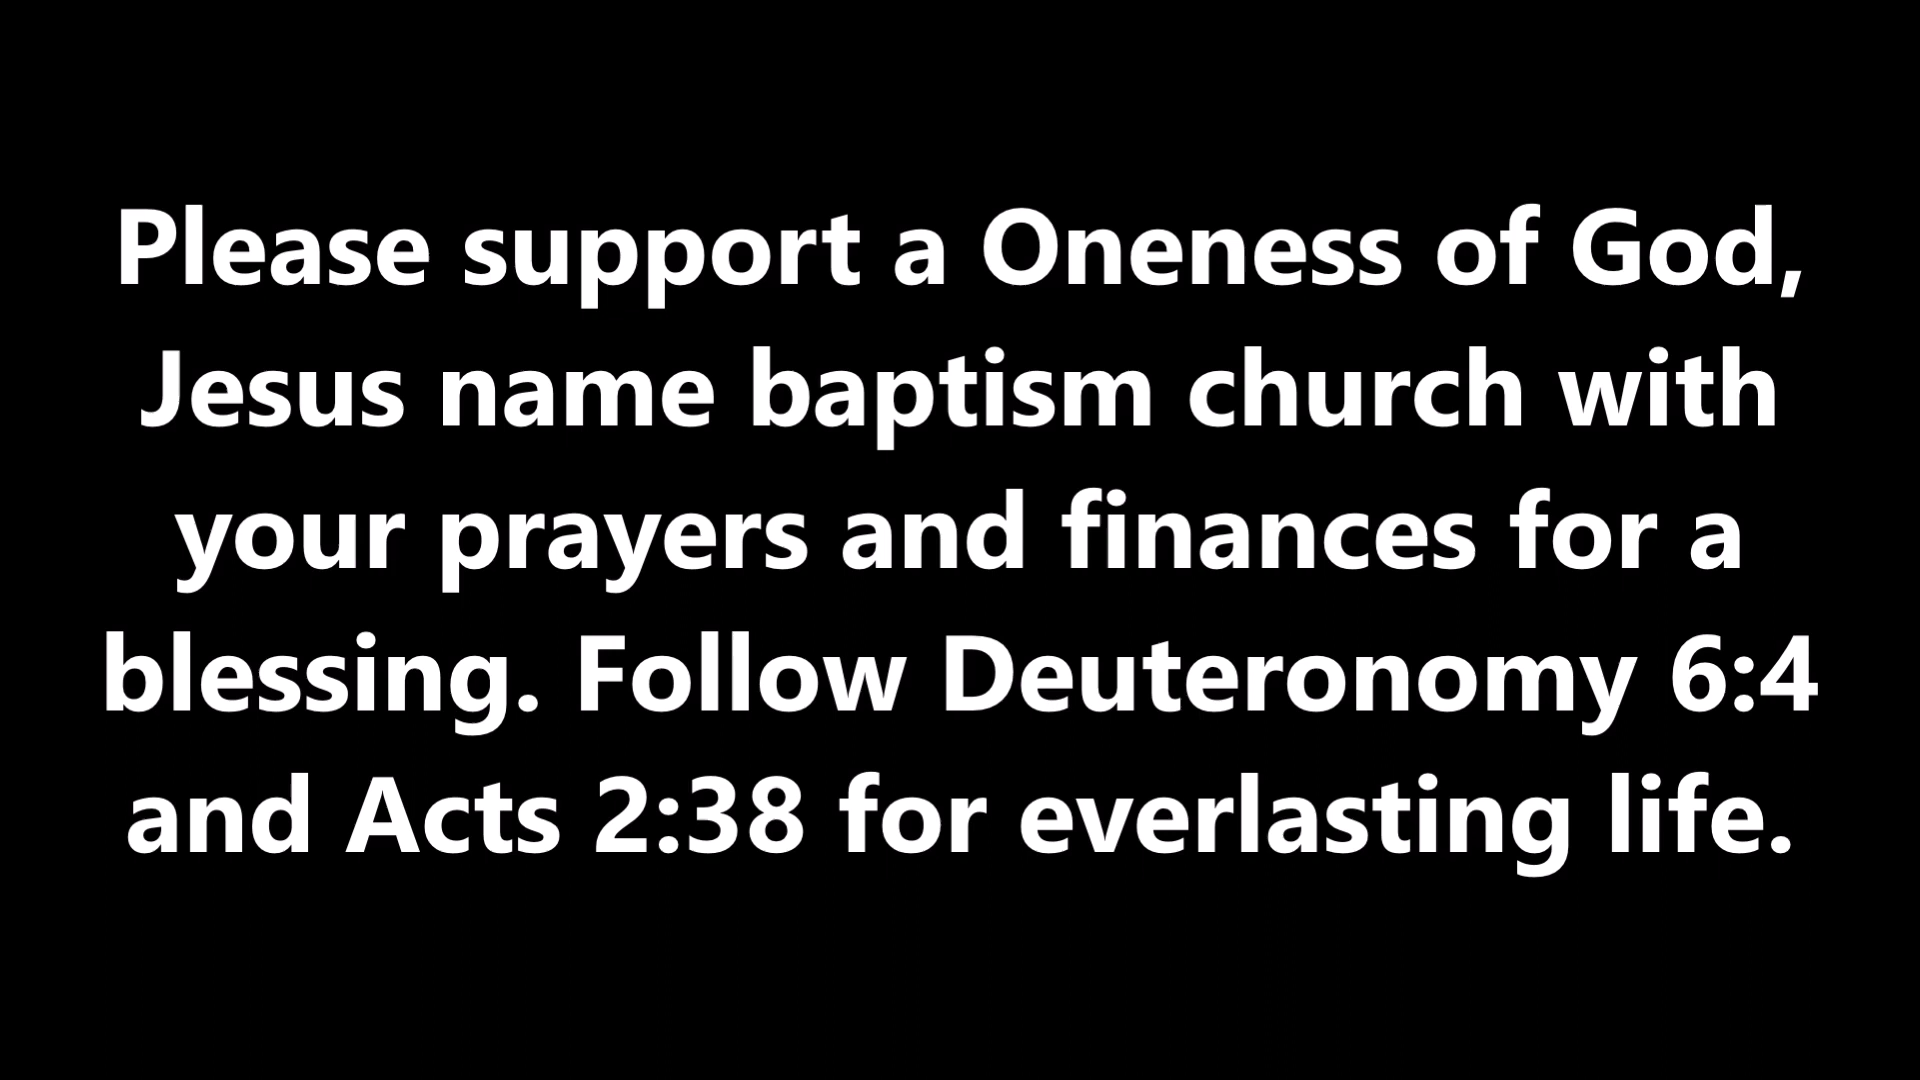 Please support a Oneness of God,
Jesus name baptism church with
your prayers and finances for a
blessing. Follow Deuteronomy 6:4
and Acts 2:38 for everlasting life.